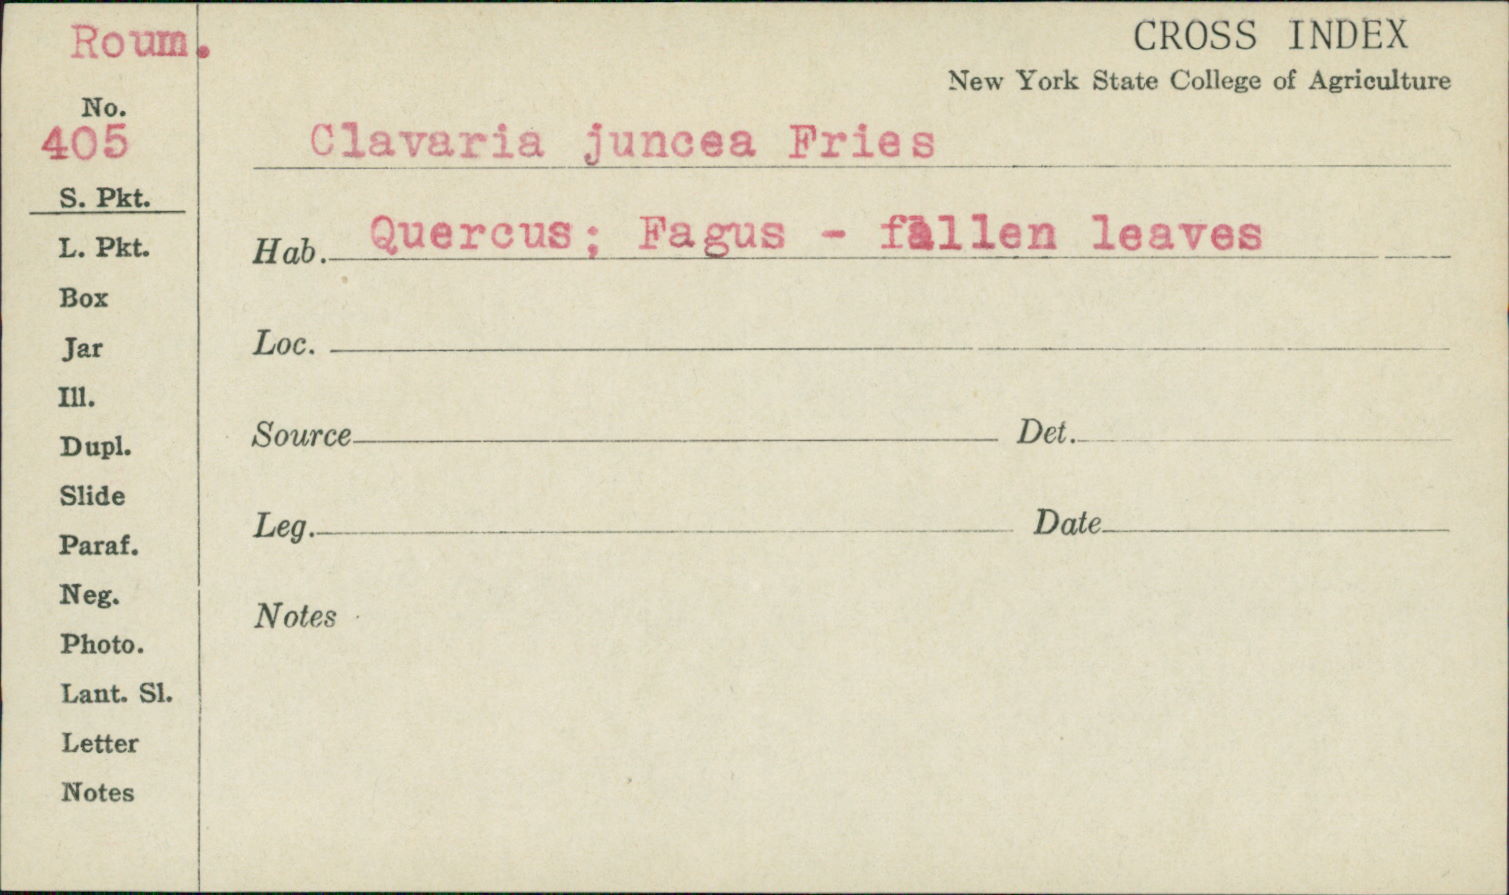 Roum.
CROSS INDEX
New York State College of Agriculture
No.
405
Clavaria juncea Fries
S. Pkt.
Hab. Quercus; Fagus - fallen leaves
L. Pkt.
Box
Loc.
Jar
Ill.
Source Det.
Dupl.
Slide
Leg. Date
Paraf.
Neg.
Notes
Photo.
Lant. Sl.
Letter
Notes